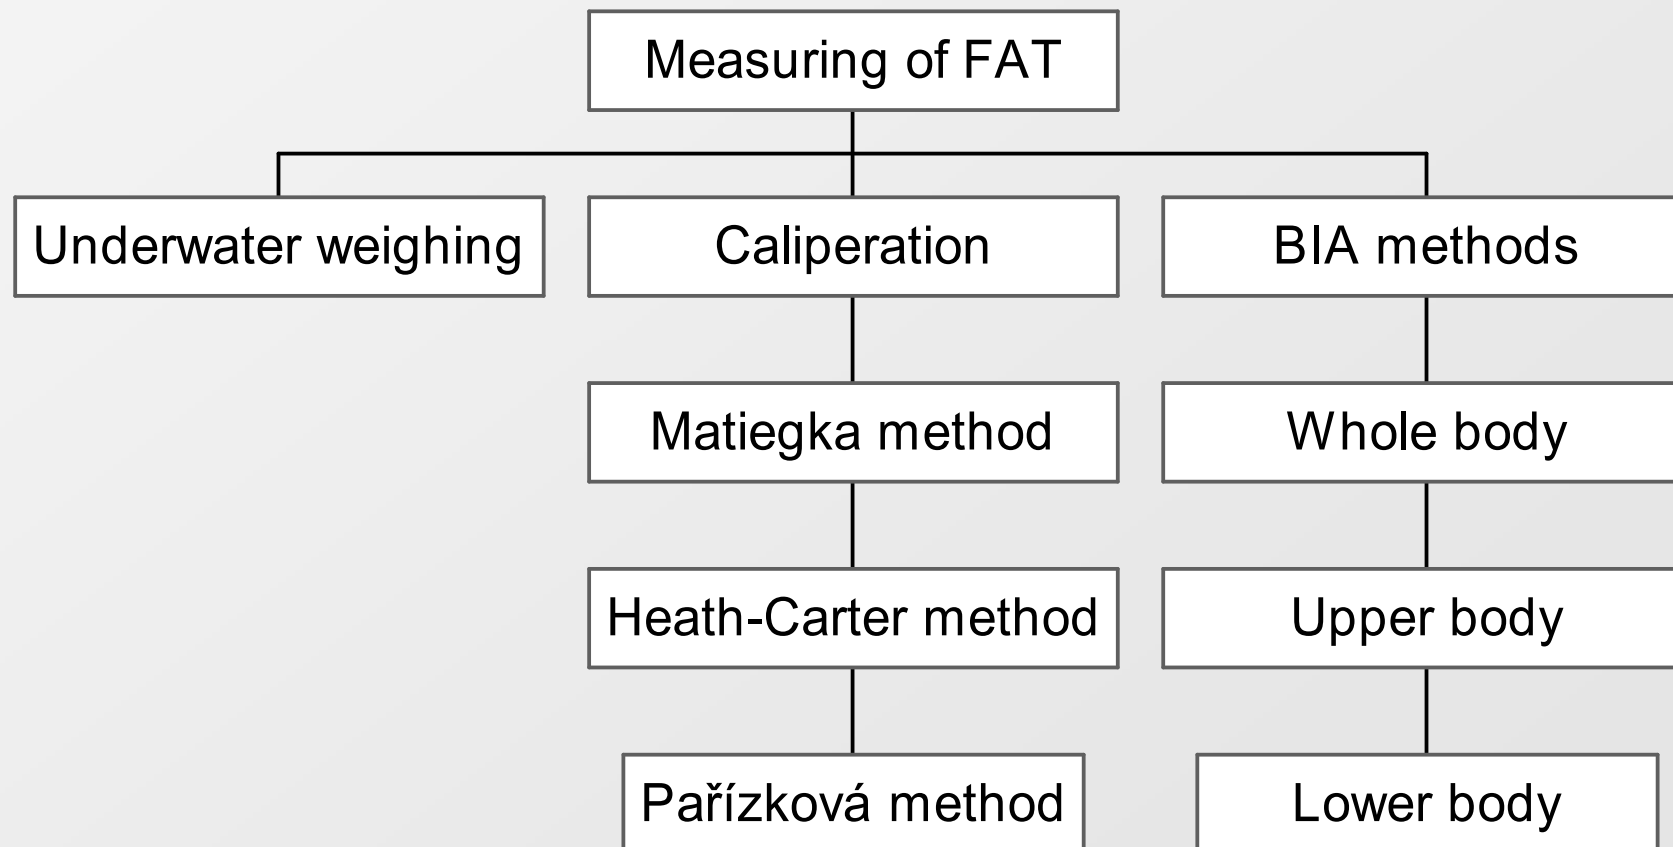 Measuring of FAT
Underwater weighing
Caliperation
BIA methods
Matiegka method
Whole body
Heath-Carter method
Upper body
Pařízková method
Lower body